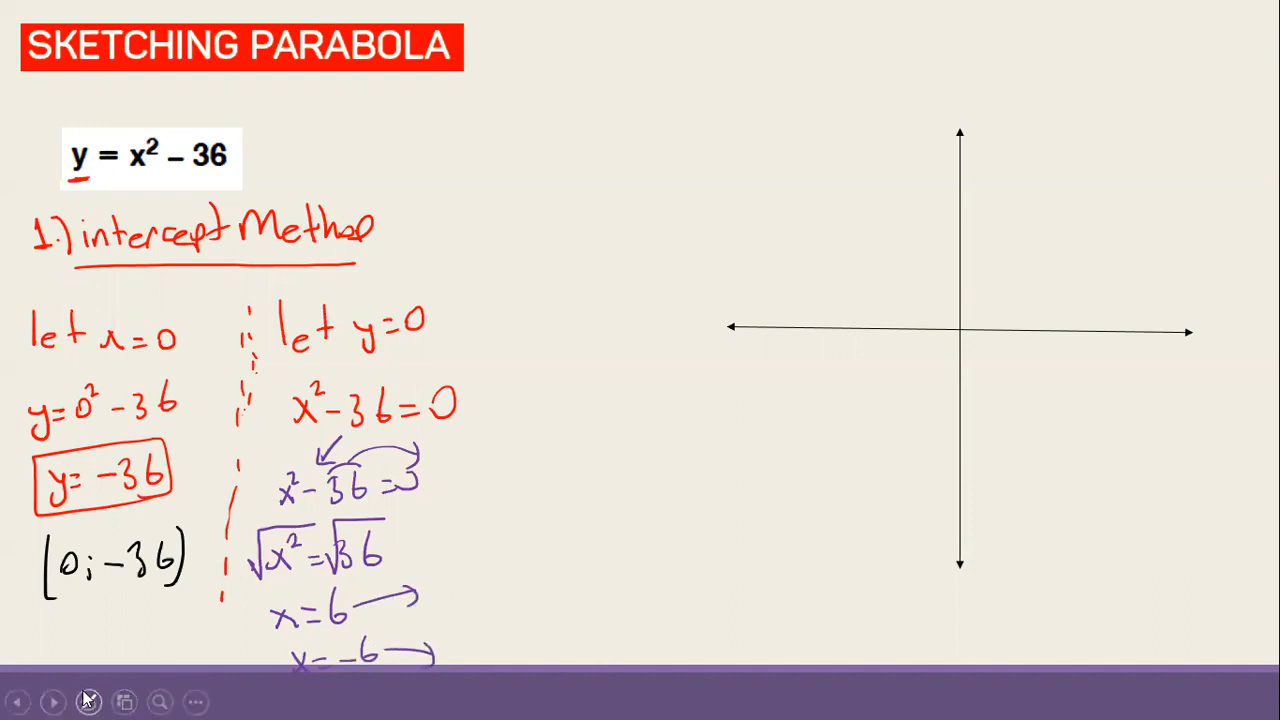 SKETCHING PARABOLA
y = x² – 36
1.) intercept Method
let x=0
y=0²-36
y=-36
(0;-36)
let y=0
x²-36=0
x²-36=0
√x²=√36
x=6
x=-6